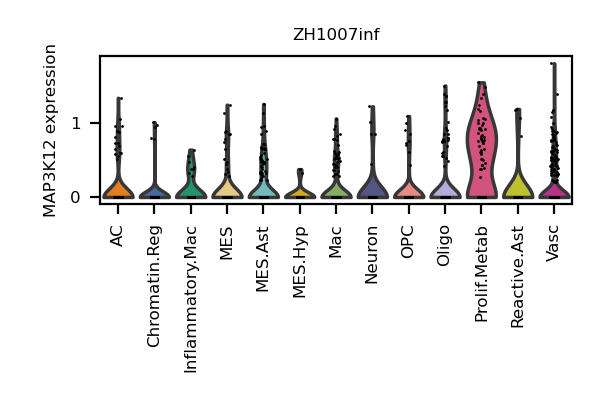 ZH1007inf
MAP3K12 expression
1
0
AC
Chromatin.Reg
Inflammatory.Mac
MES
MES.Ast
MES.Hyp
Mac
Neuron
OPC
Oligo
Prolif.Metab
Reactive.Ast
Vasc